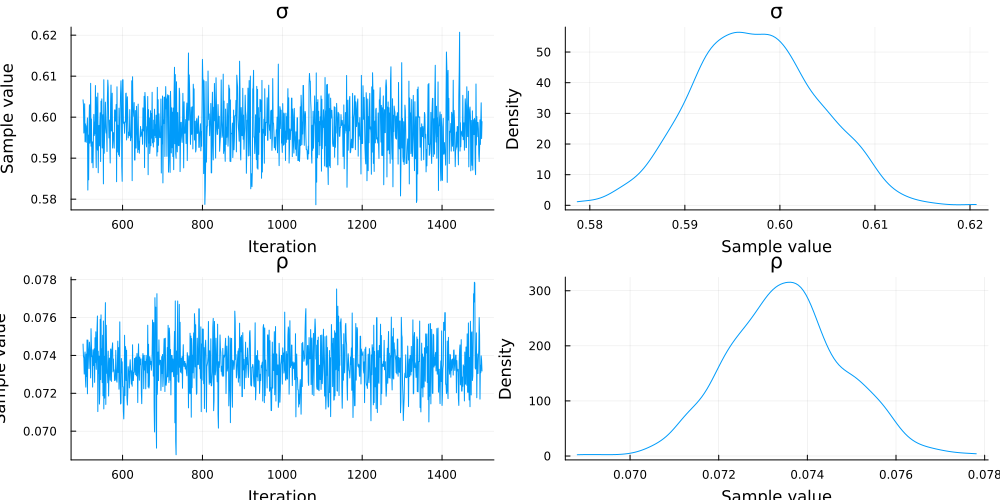 σ
Sample value
0.62
0.61
0.60
0.59
0.58
600 800 1000 1200 1400
Iteration
σ
Density
50
40
30
20
10
0
0.58 0.59 0.60 0.61 0.62
Sample value
ρ
Sample value
0.078
0.076
0.074
0.072
0.070
600 800 1000 1200 1400
Iteration
ρ
Density
300
200
100
0
0.070 0.072 0.074 0.076 0.078
Sample value